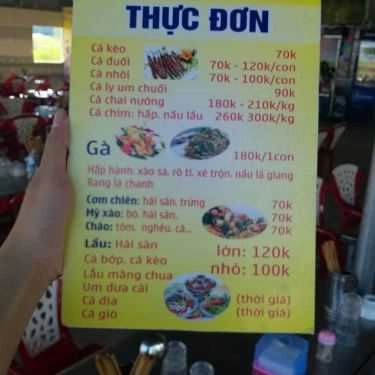 THỰC ĐƠN
Cá kèo 70k
Cá đuối 70k - 120k/con
Cá nhồi 70k - 100k/con
Cá ly um chuối 90k
Cá chai nướng 180k - 210k/kg
Cá chim: hấp, nấu lẩu 260k 300k/kg
Gà 180k/1con
Hấp hành, xào sả, rô ti, xé trộn, nấu lá giang
Rang lá chanh
Cơm chiên: hải sản, trứng 70k
Mỳ xào: bò, hải sản, 70k
Cháo: tôm, nghêu, cá... 70k
Lẩu: Hải sản lớn: 120k
Cá bớp, cá kèo nhỏ: 100k
Lẩu măng chua
Um dưa cải
Cá dìa (thời giá)
Cá giò (thời giá)